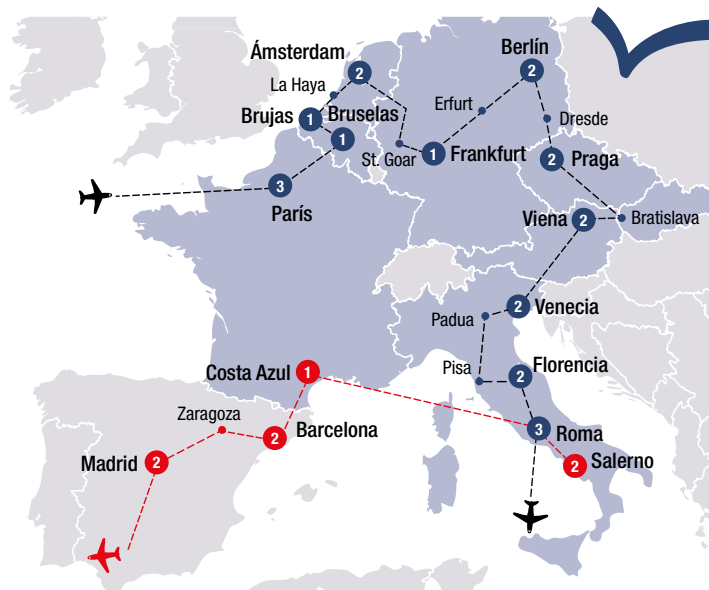 Ámsterdam
2
La Haya
Berlín
2
Brujas
1
Bruselas
1
Erfurt
Dresde
St. Goar
1
Frankfurt
2
Praga
3
París
Viena
2
Bratislava
2
Venecia
Padua
Pisa
2
Florencia
Costa Azul
1
Zaragoza
2
Barcelona
3
Roma
Madrid
2
2
Salerno